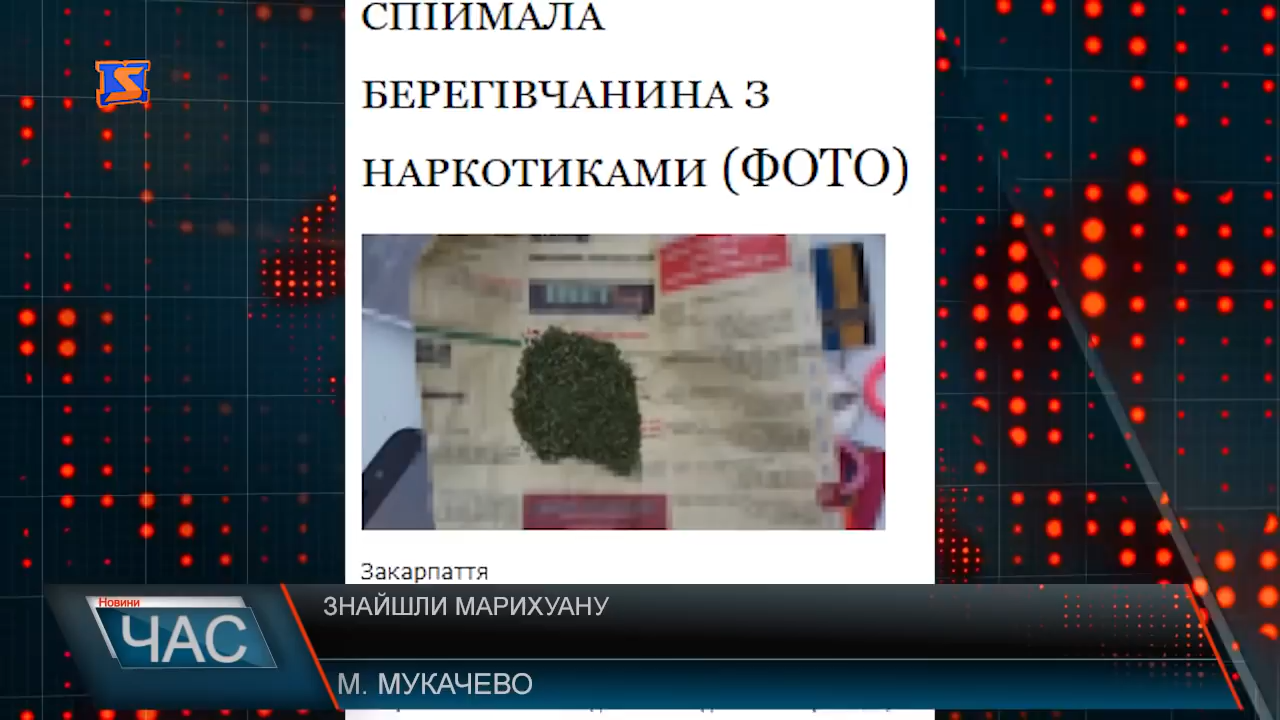 СПІЙМАЛА
БЕРЕГІВЧАНИНА З
НАРКОТИКАМИ (ФОТО)
Закарпаття
Новини
ЧАС
ЗНАЙШЛИ МАРИХУАНУ
М. МУКАЧЕВО